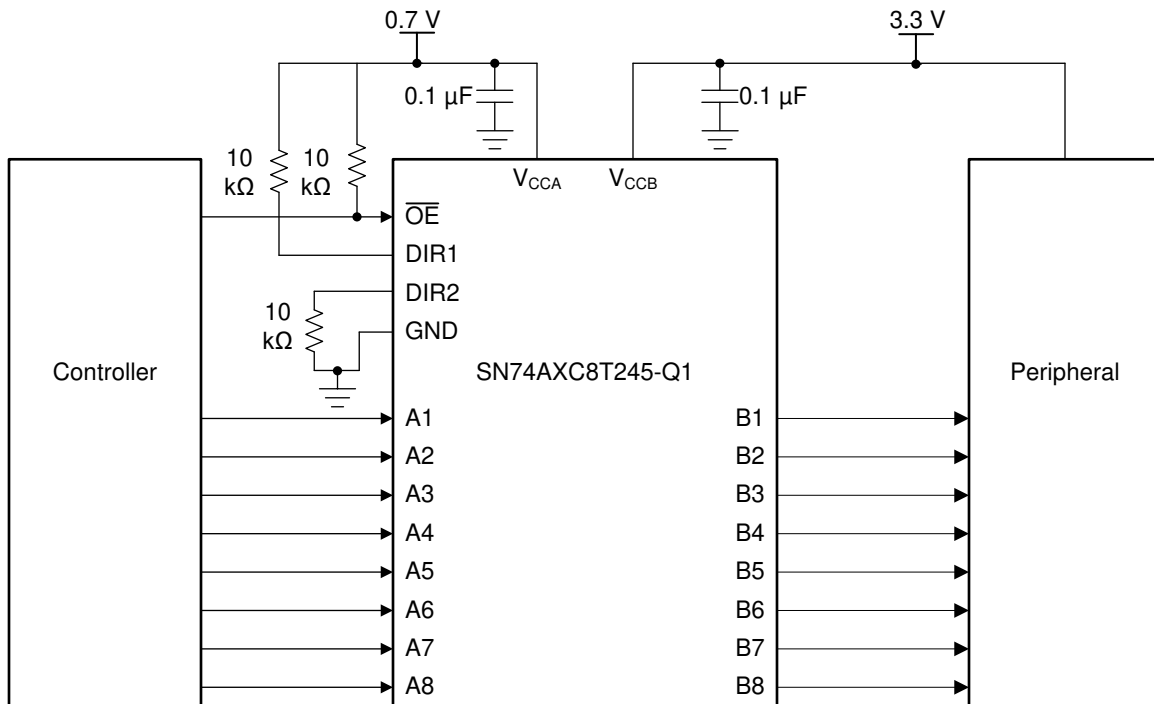 0.7 V
3.3 V
0.1 µF
0.1 µF
10
kΩ
10
kΩ
VCCA
VCCB
OE
DIR1
DIR2
10
kΩ
GND
Controller
SN74AXC8T245-Q1
Peripheral
A1
B1
A2
B2
A3
B3
A4
B4
A5
B5
A6
B6
A7
B7
A8
B8